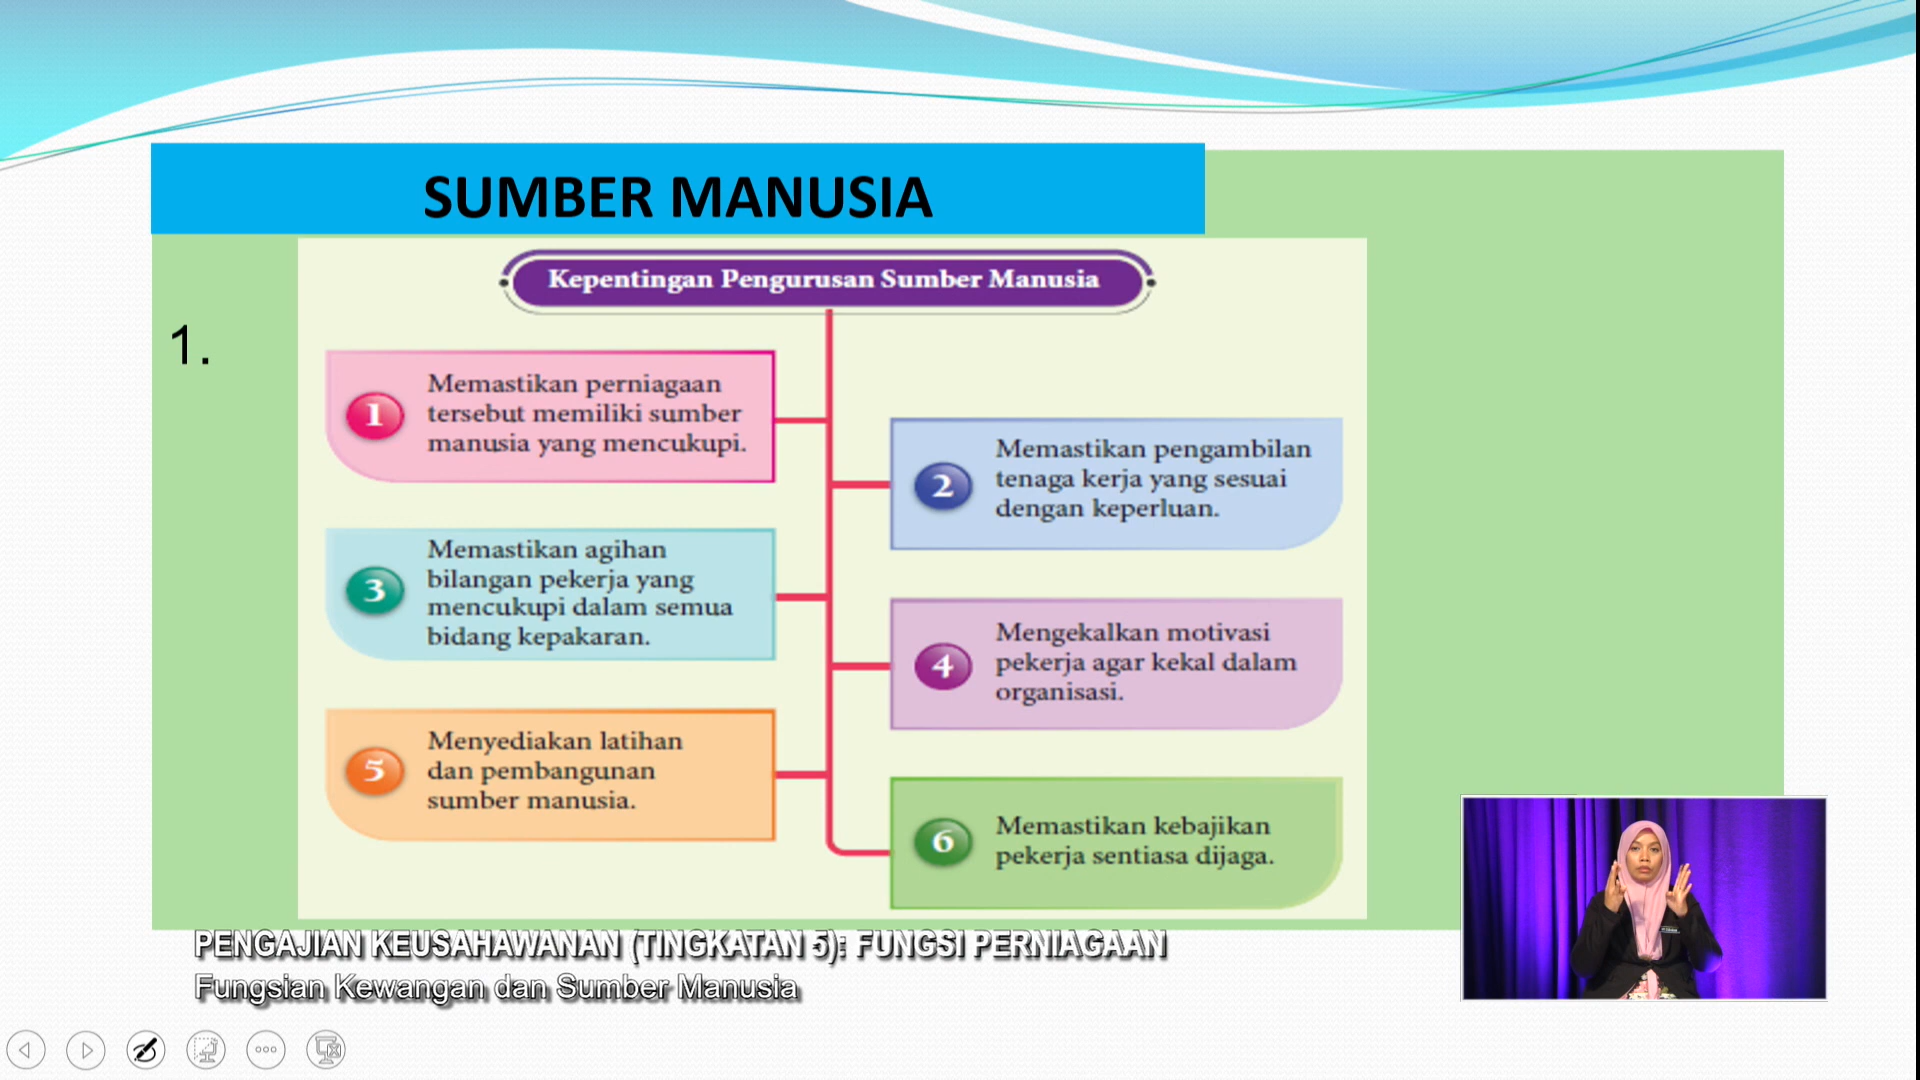 SUMBER MANUSIA
Kepentingan Pengurusan Sumber Manusia
1.
1
Memastikan perniagaan
tersebut memiliki sumber
manusia yang mencukupi.
2
Memastikan pengambilan
tenaga kerja yang sesuai
dengan keperluan.
3
Memastikan agihan
bilangan pekerja yang
mencukupi dalam semua
bidang kepakaran.
4
Mengekalkan motivasi
pekerja agar kekal dalam
organisasi.
5
Menyediakan latihan
dan pembangunan
sumber manusia.
6
Memastikan kebajikan
pekerja sentiasa dijaga.
PENGAJIAN KEUSAHAWANAN (TINGKATAN 5): FUNGSI PERNIAGAAN
Fungsian Kewangan dan Sumber Manusia